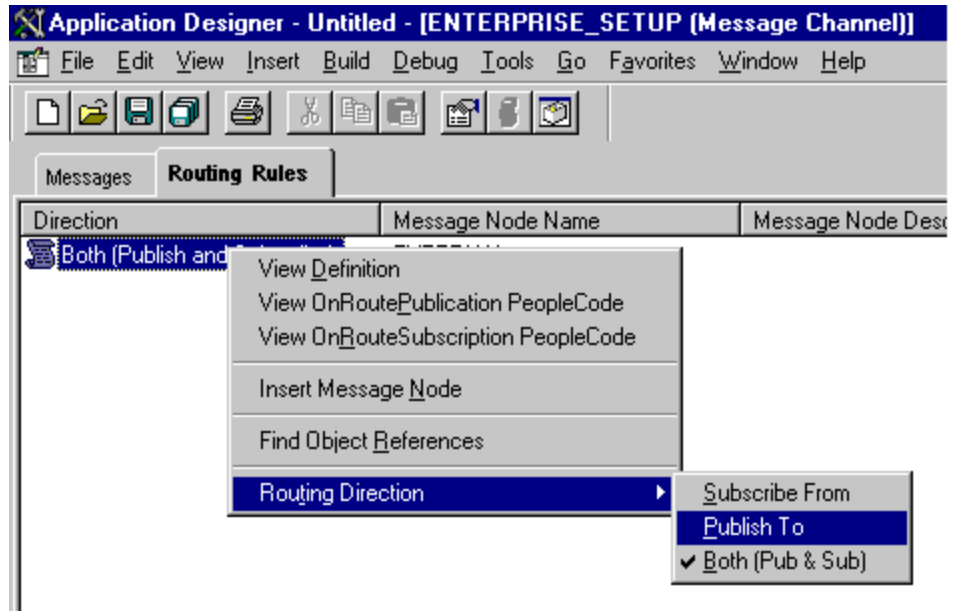 Application Designer - Untitled - [ENTERPRISE_SETUP (Message Channel)]
File Edit View Insert Build Debug Tools Go Favorites Window Help
Messages Routing Rules
Direction Message Node Name Message Node
Both (Publish and
View Definition
View OnRoutePublication PeopleCode
View OnRouteSubscription PeopleCode
Insert Message Node
Find Object References
Routing Direction
Subscribe From
Publish To
Both (Pub & Sub)